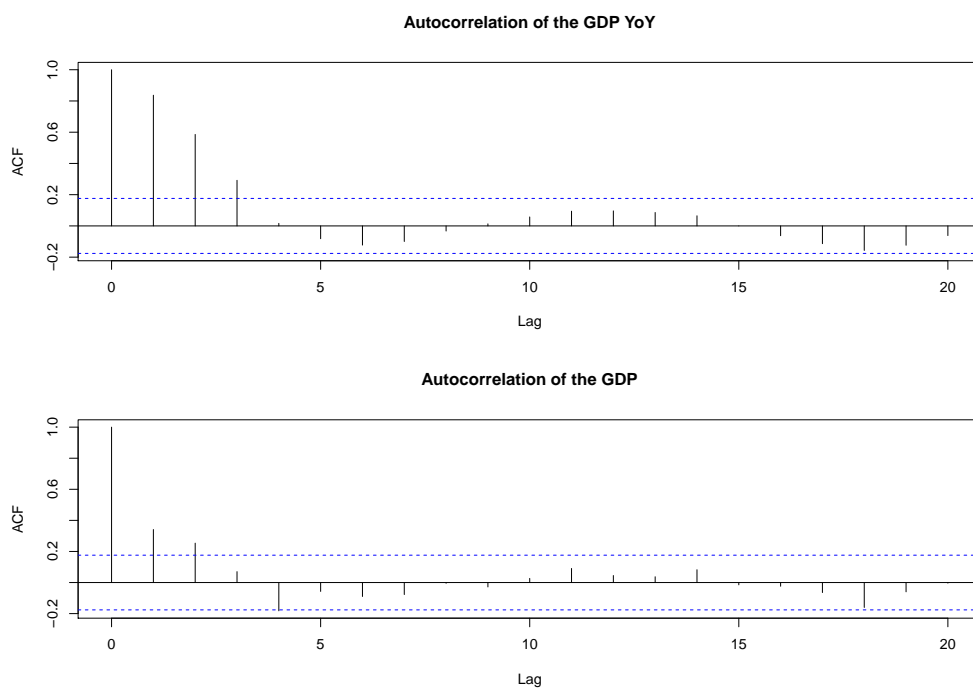 Autocorrelation of the GDP YoY
1.0
0.6
0.2
−0.2
ACF
0 5 10 15 20
Lag
Autocorrelation of the GDP
1.0
0.6
0.2
−0.2
ACF
0 5 10 15 20
Lag